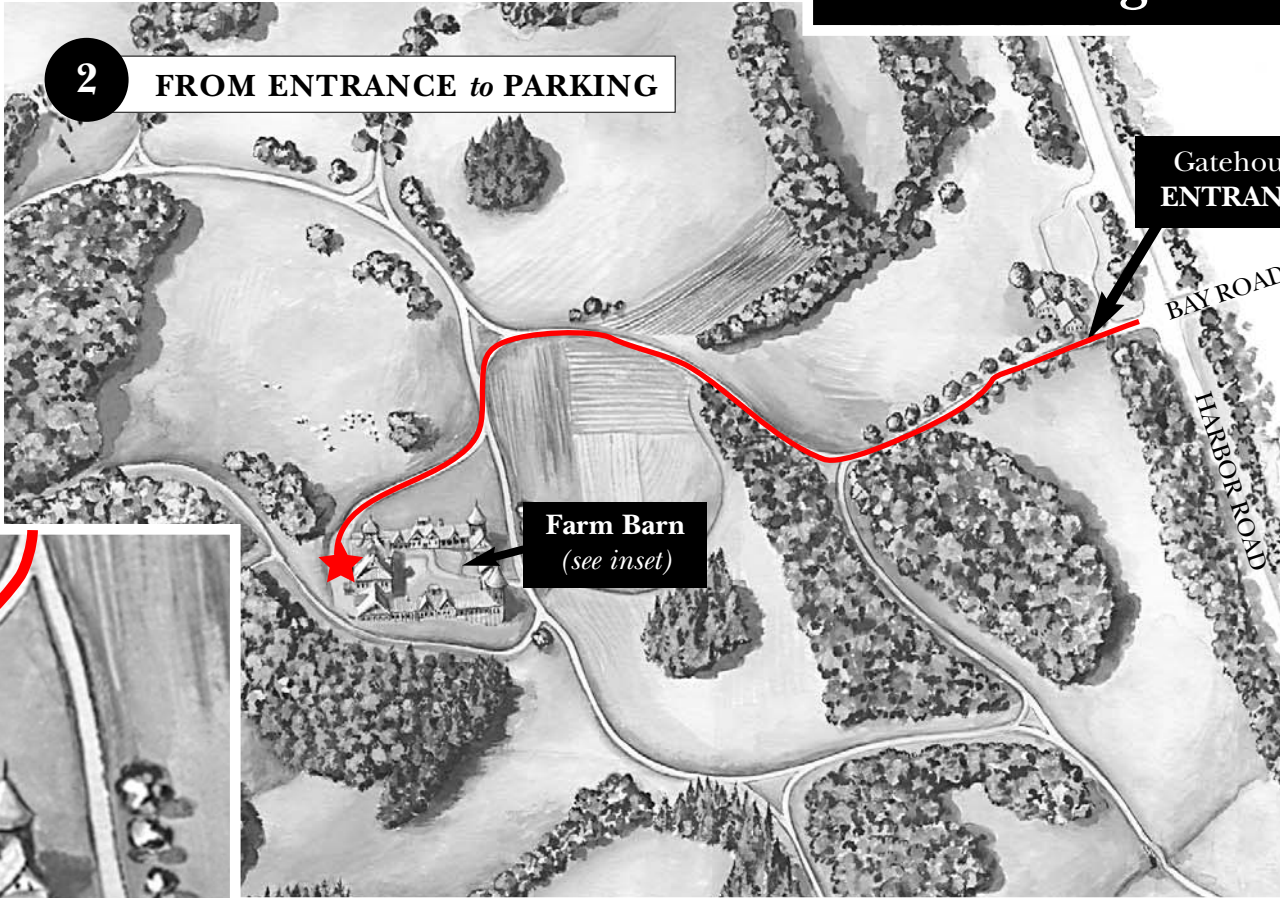 2
FROM ENTRANCE to PARKING
BAY ROAD
HARBOR ROAD
Farm Barn
(see inset)